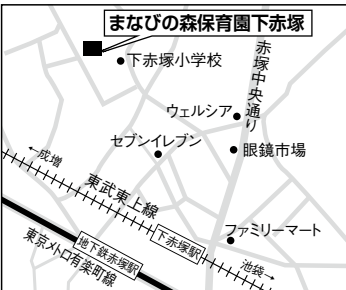 まなびの森保育園下赤塚
下赤塚小学校
赤塚中央通り
ウェルシア
セブンイレブン
眼鏡市場
←成増
東武東上線
下赤塚駅
ファミリーマート
地下鉄赤塚駅
池袋→
東京メトロ有楽町線